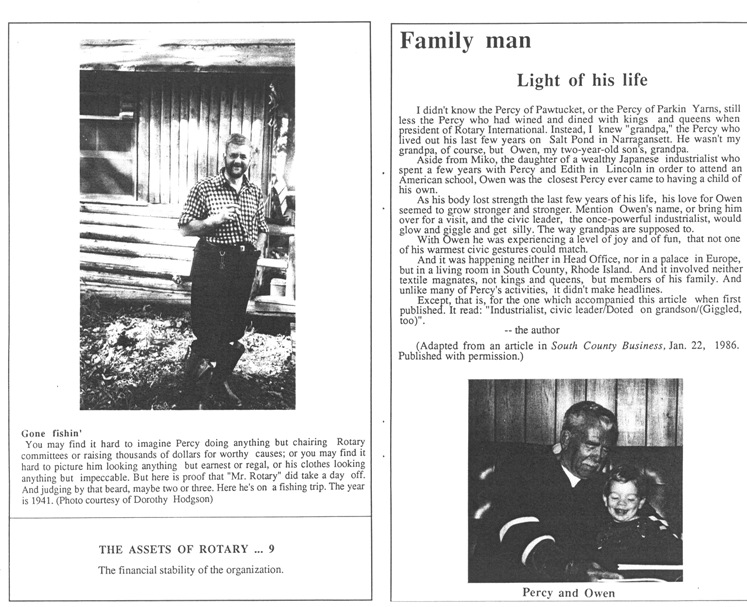 Gone fishin'
You may find it hard to imagine Percy doing anything but chairing Rotary
committees or raising thousands of dollars for worthy causes; or you may find it
hard to picture him looking anything but earnest or regal, or his clothes looking
anything but impeccable. But here is proof that "Mr. Rotary" did take a day off.
And judging by that beard, maybe two or three. Here he's on a fishing trip. The year
is 1941. (Photo courtesy of Dorothy Hodgson)
THE ASSETS OF ROTARY ... 9
The financial stability of the organization.
Family man
Light of his life
I didn't know the Percy of Pawtucket, or the Percy of Parkin Yarns, still
less the Percy who had wined and dined with kings and queens when
president of Rotary International. Instead, I knew "grandpa," the Percy who
lived out his last few years on Salt Pond in Narragansett. He wasn't my
grandpa, of course, but Owen, my two-year-old son's, grandpa.
Aside from Miko, the daughter of a wealthy Japanese industrialist who
spent a few years with Percy and Edith in Lincoln in order to attend an
American school, Owen was the closest Percy ever came to having a child of
his own.
As his body lost strength the last few years of his life, his love for Owen
seemed to grow stronger and stronger. Mention Owen's name, or bring him
over for a visit, and the civic leader, the once-powerful industrialist, would
glow and giggle and get silly. The way grandpas are supposed to.
With Owen he was experiencing a level of joy and of fun, that not one
of his warmest civic gestures could match.
And it was happening neither in Head Office, nor in a palace in Europe,
but in a living room in South County, Rhode Island. And it involved neither
textile magnates, not kings and queens, but members of his family. And
unlike many of Percy's activities, it didn't make headlines.
Except, that is, for the one which accompanied this article when first
published. It read: "Industrialist, civic leader/Doted on grandson/(Giggled,
too)".
-- the author
(Adapted from an article in South County Business, Jan. 22, 1986.
Published with permission.)
Percy and Owen